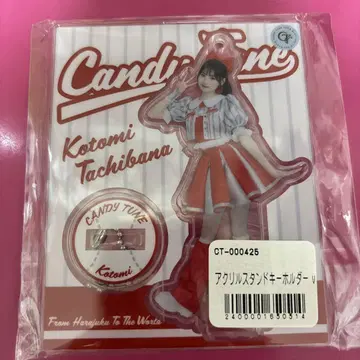 Candy Tune
Kotomi
Tachibana
CANDY TUNE
Kotomi
CT-000425
アクリルスタンドキーホルダー v
From Harajuku To The World